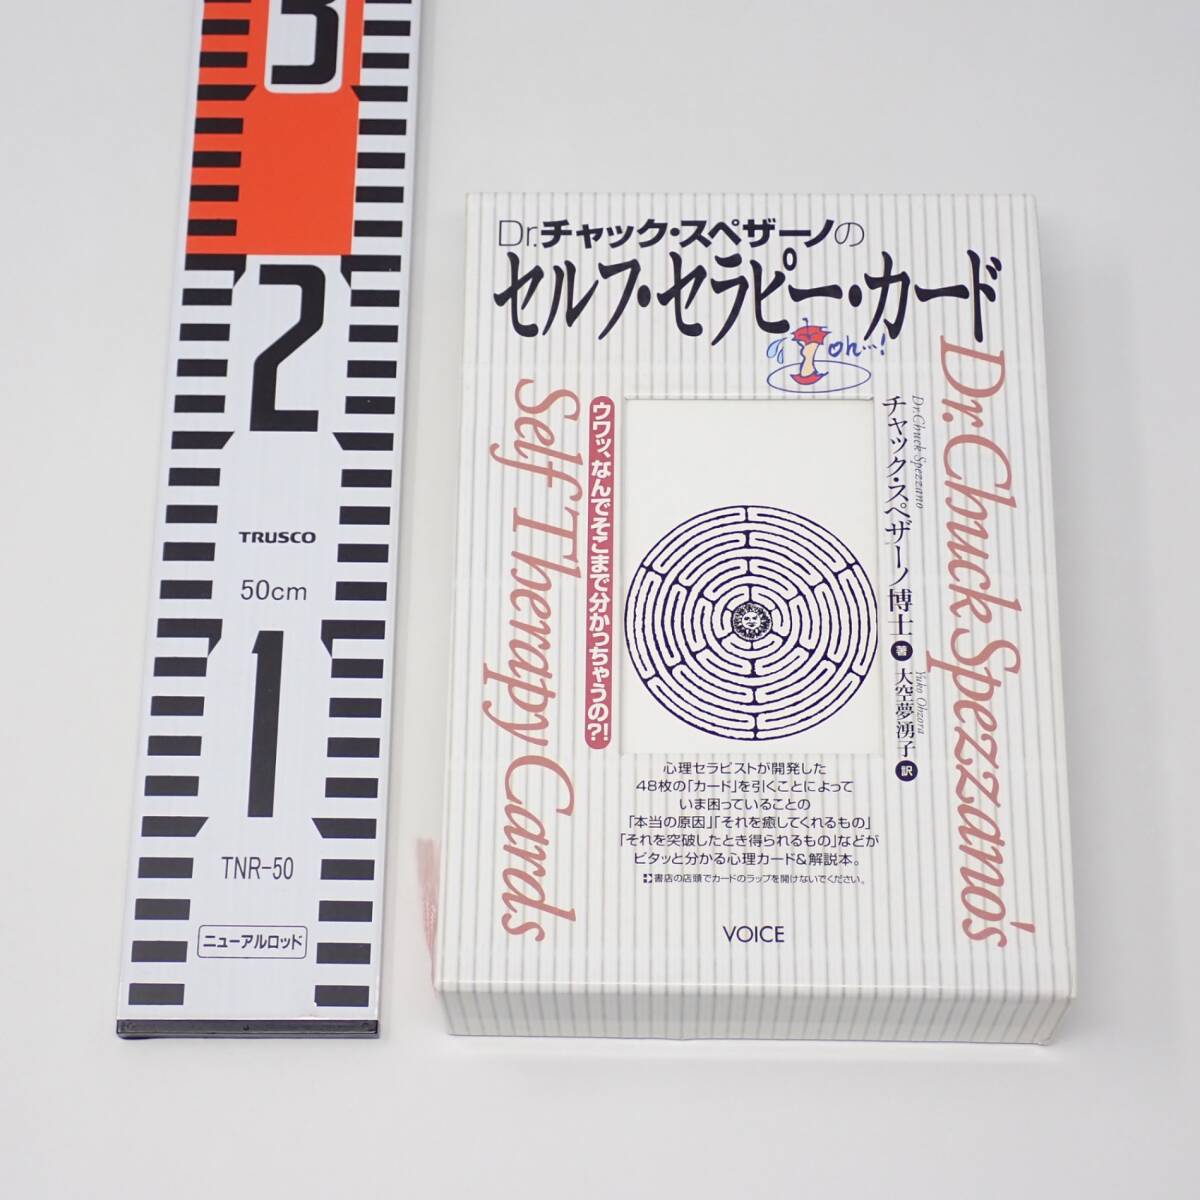 3
2
TRUSCO
50cm
1
TNR-50
ニューアルロッド
Dr.チャック・スペザーノの
セルフ・セラピー・カード
oh…!
Dr.Chuck Spezzano's
Self Therapy Cards
ウワッ、なんでそこまで分かっちゃうの?!
Dr.Chuck Spezzano
チャック・スペザーノ博士 著
Yuko Ohzora
大空夢湧子 訳
心理セラピストが開発した
48枚の「カード」を引くことによって
いま困っていることの
「本当の原因」「それを癒してくれるもの」
「それを突破したとき得られるもの」などが
ピタッと分かる心理カード&解説本。
書店の店頭でカードのラップを開けないでください。
VOICE